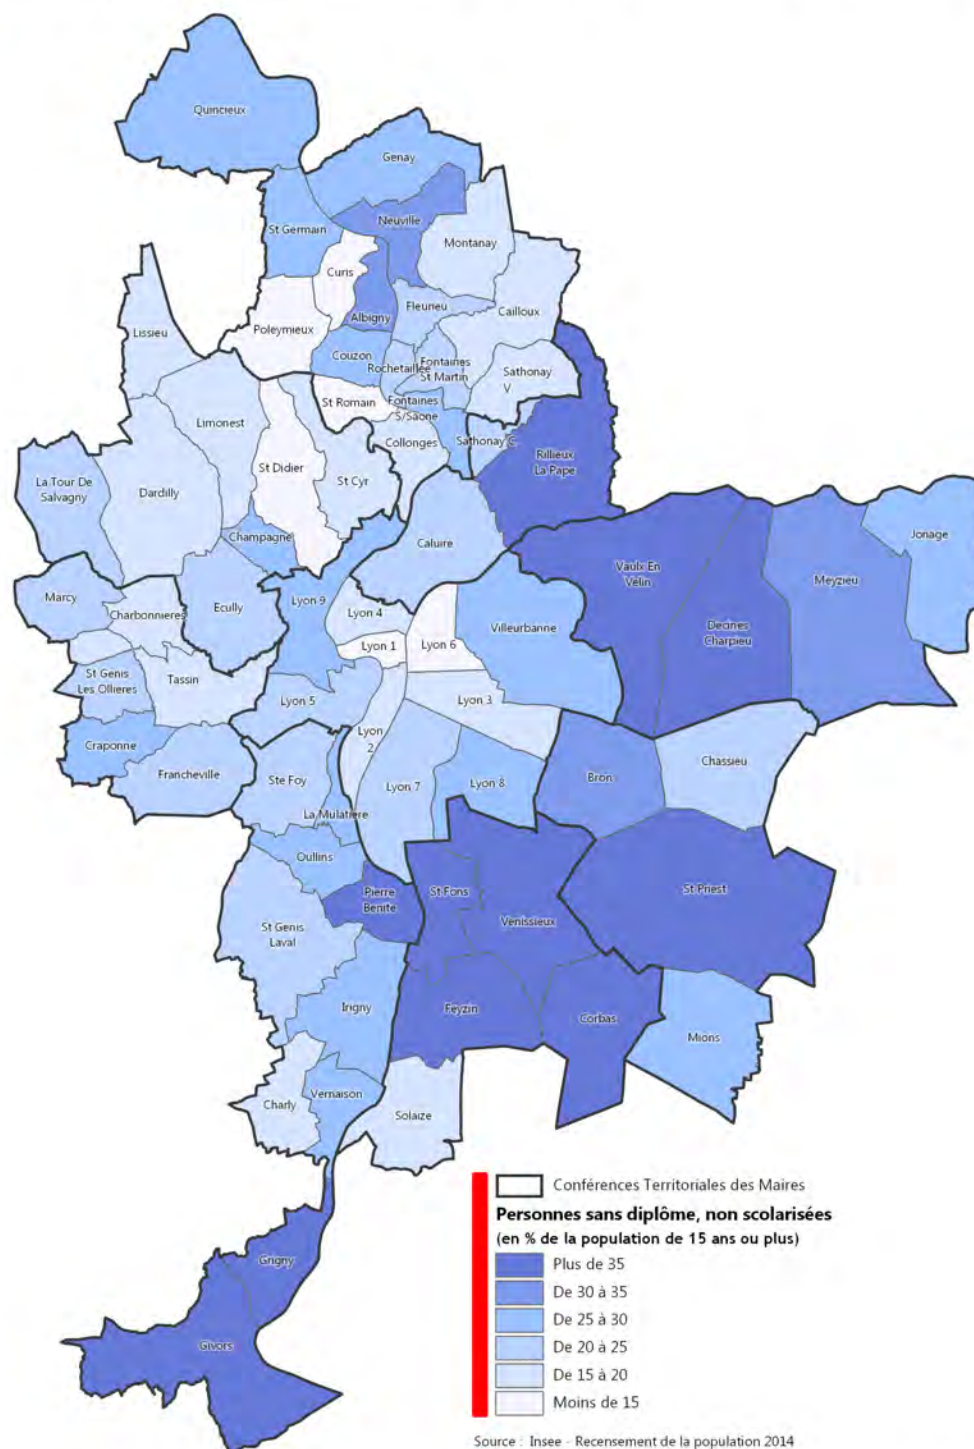 Quincieux
Genay
St Germain
Neuville
Montanay
Curis
Albigny
Fleurieu
Cailloux
Lissieu
Poleymieux
Couzon
Rochetaillée
Fontaines
St Martin
Sathonay
V
St Romain
Fontaines
S/Saône
Limonest
Collonges
Sathonay C
Rillieux
La Pape
La Tour De
Salvagny
Dardilly
St Didier
St Cyr
Champagne
Caluire
Jonage
Vaulx En
Velin
Meyzieu
Marcy
Charbonnieres
Ecully
Lyon 9
Lyon 4
Villeurbanne
Decines
Charpieu
Lyon 1
Lyon 6
St Genis
Les Ollieres
Tassin
Lyon 5
Lyon 3
Craponne
Francheville
Ste Foy
Lyon
2
Lyon 7
Lyon 8
Bron
Chassieu
La Mulatiere
Oullins
Pierre
Benite
St Fons
Venissieux
St Priest
St Genis
Laval
Irigny
Feyzin
Corbas
Mions
Charly
Vernaison
Solaize
Grigny
Givors
Conférences Territoriales des Maires
Personnes sans diplôme, non scolarisées
(en % de la population de 15 ans ou plus)
Plus de 35
De 30 à 35
De 25 à 30
De 20 à 25
De 15 à 20
Moins de 15
Source : Insee - Recensement de la population 2014